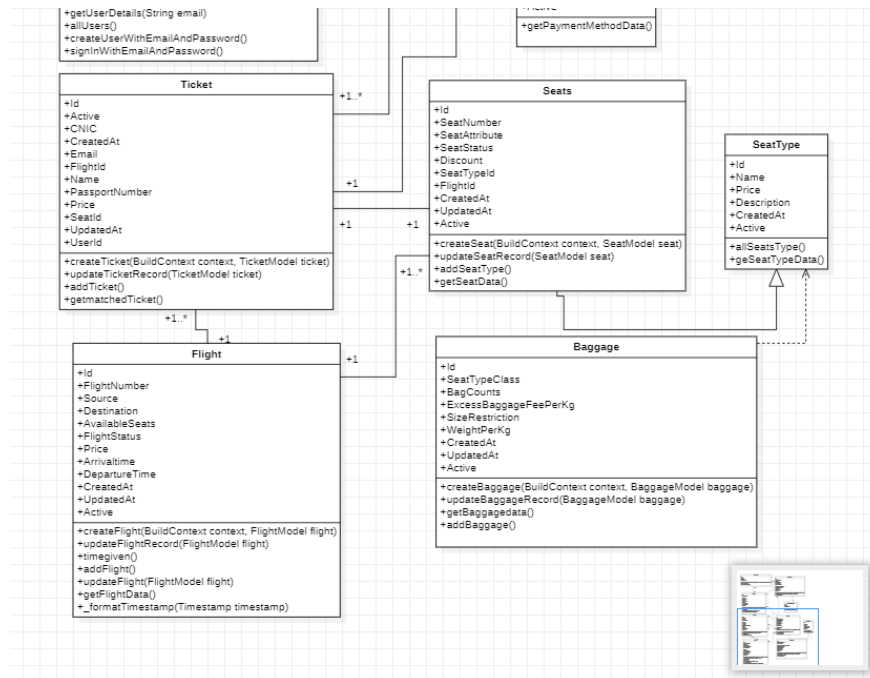 +getUserDetails(String email)
+allUsers()
+createUserWithEmailAndPassword()
+signInWithEmailAndPassword()
+Active
+getPaymentMethodData()
Ticket
+Id
+Active
+CNIC
+CreatedAt
+Email
+FlightId
+Name
+PassportNumber
+Price
+SeatId
+UpdatedAt
+UserId
+createTicket(BuildContext context, TicketModel ticket)
+updateTicketRecord(TicketModel ticket)
+addTicket()
+getmatchedTicket()
+1..*
+1
+1
+1
Seats
+Id
+SeatNumber
+SeatAttribute
+SeatStatus
+Discount
+SeatTypeId
+FlightId
+CreatedAt
+UpdatedAt
+Active
+createSeat(BuildContext context, SeatModel seat)
+updateSeatRecord(SeatModel seat)
+addSeatType()
+getSeatData()
+1..*
SeatType
+Id
+Name
+Price
+Description
+CreatedAt
+Active
+allSeatsType()
+geSeatTypeData()
+1..*
+1
+1
Flight
+Id
+FlightNumber
+Source
+Destination
+AvailableSeats
+FlightStatus
+Price
+Arrivaltime
+DepartureTime
+CreatedAt
+UpdatedAt
+Active
+createFlight(BuildContext context, FlightModel flight)
+updateFlightRecord(FlightModel flight)
+timegiven()
+addFlight()
+updateFlight(FlightModel flight)
+getFlightData()
+_formatTimestamp(Timestamp timestamp)
Baggage
+Id
+SeatTypeClass
+BagCounts
+ExcessBaggageFeePerKg
+SizeRestriction
+WeightPerKg
+CreatedAt
+UpdatedAt
+Active
+createBaggage(BuildContext context, BaggageModel baggage)
+updateBaggageRecord(BaggageModel baggage)
+getBaggagedata()
+addBaggage()